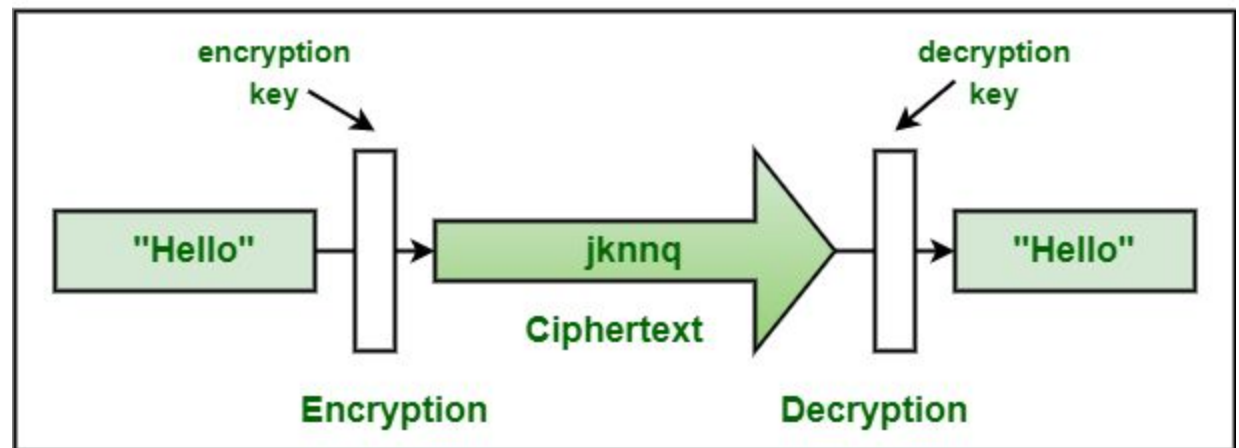 encryption
key
decryption
key
"Hello"
jknnq
"Hello"
Ciphertext
Encryption
Decryption